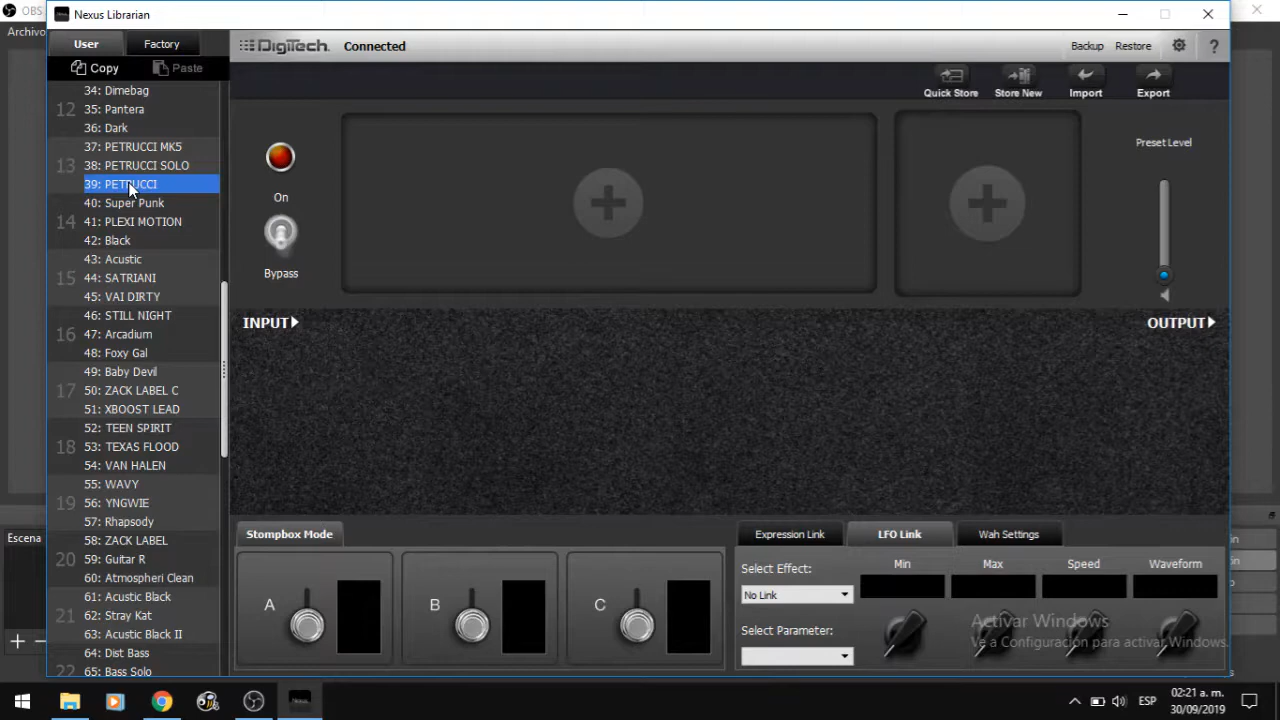 OBS
Nexus Librarian
Archivo
User
Factory
DigiTech.
Connected
Backup
Restore
?
Copy
Paste
Quick Store
Store New
Import
Export
34: Dimebag
12
35: Pantera
36: Dark
37: PETRUCCI MK5
13
38: PETRUCCI SOLO
39: PETRUCCI
40: Super Punk
14
41: PLEXI MOTION
42: Black
43: Acustic
15
44: SATRIANI
45: VAI DIRTY
46: STILL NIGHT
16
47: Arcadium
48: Foxy Gal
49: Baby Devil
17
50: ZACK LABEL C
51: XBOOST LEAD
52: TEEN SPIRIT
18
53: TEXAS FLOOD
54: VAN HALEN
55: WAVY
19
56: YNGWIE
57: Rhapsody
58: ZACK LABEL
20
59: Guitar R
60: Atmospheri Clean
61: Acustic Black
21
62: Stray Kat
63: Acustic Black II
64: Dist Bass
22
65: Bass Solo
On
Bypass
Preset Level
INPUT
OUTPUT
Escena
Stompbox Mode
A
B
C
Expression Link
LFO Link
Wah Settings
Select Effect:
No Link
Min
Max
Speed
Waveform
Select Parameter:
Activar Windows
Ve a Configuración para activar Windows.
ESP
02:21 a. m.
30/09/2019